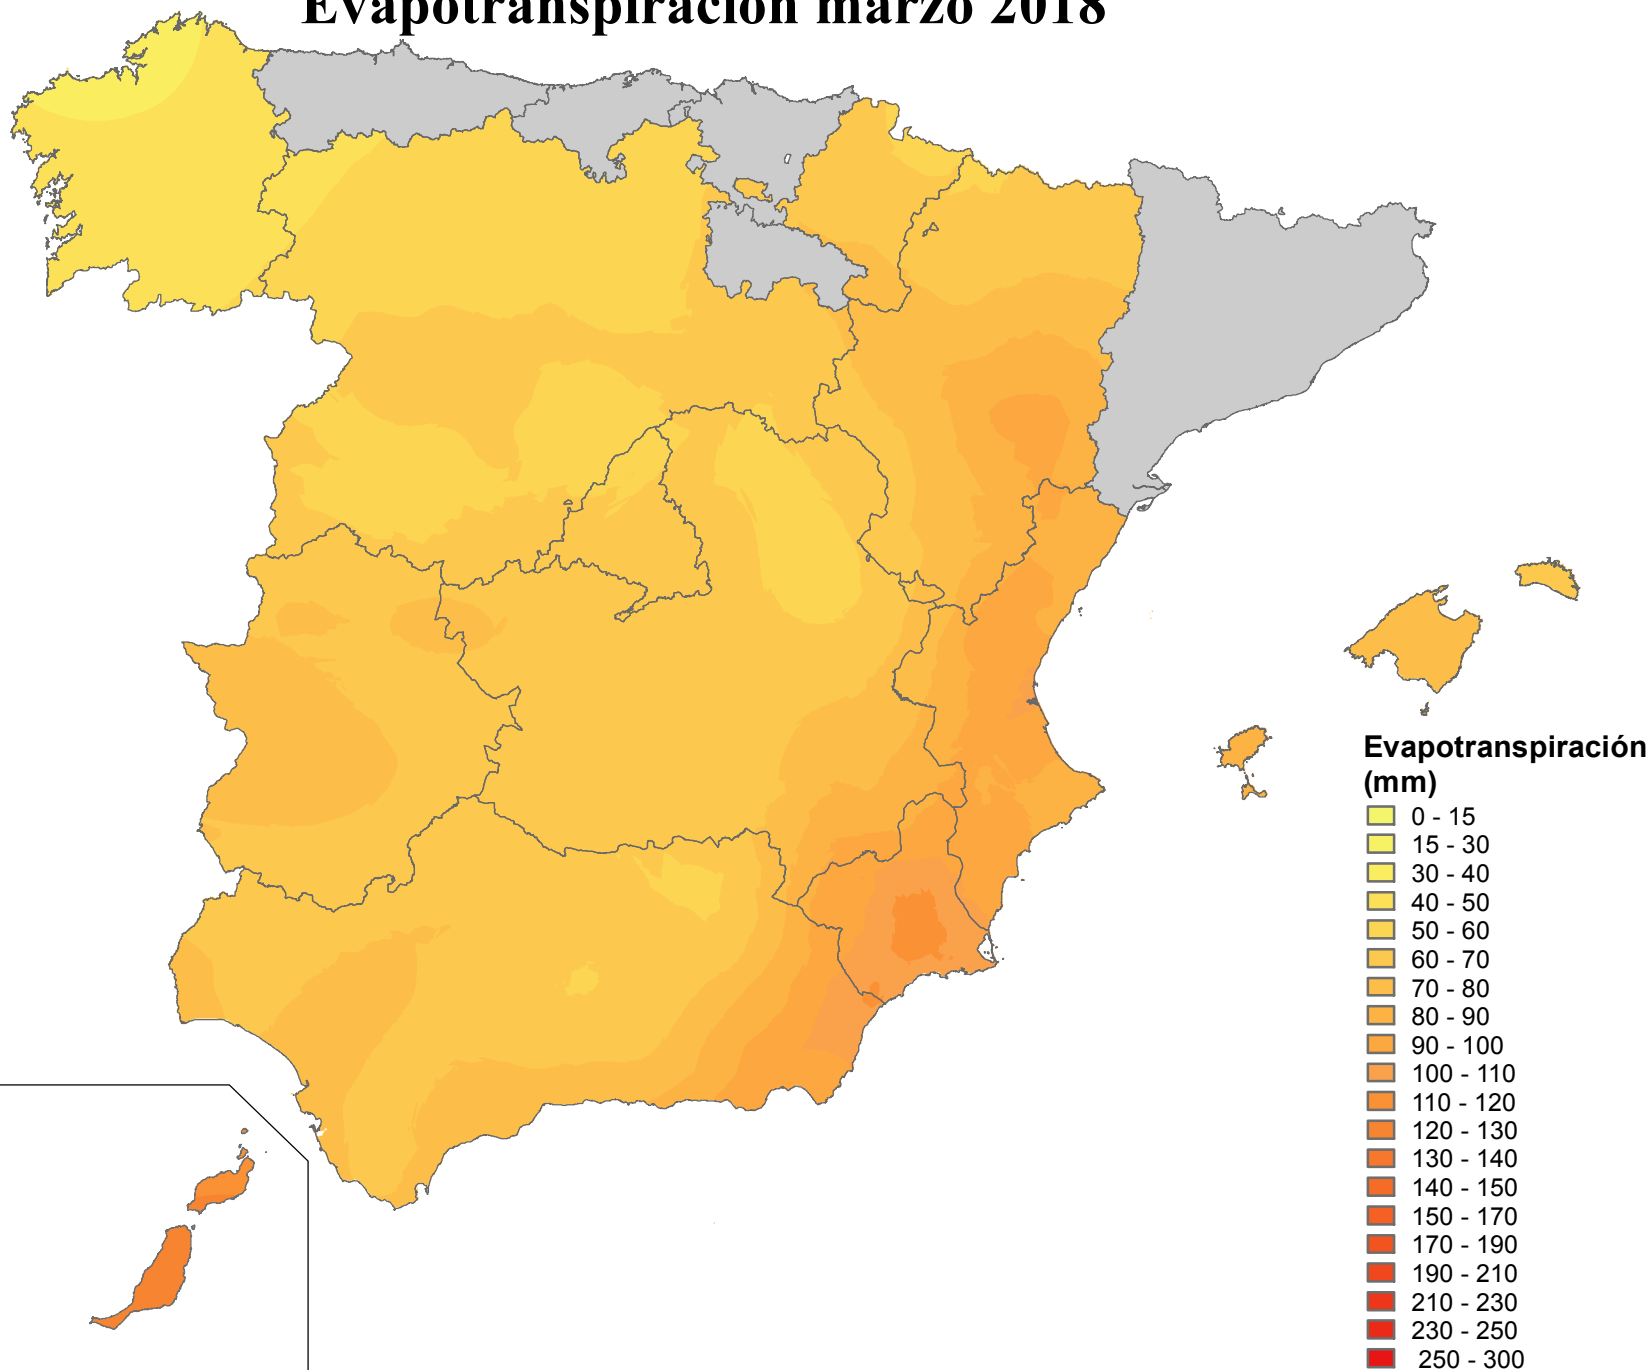 Evapotranspiración marzo 2018
Evapotranspiración
(mm)
0 - 15
15 - 30
30 - 40
40 - 50
50 - 60
60 - 70
70 - 80
80 - 90
90 - 100
100 - 110
110 - 120
120 - 130
130 - 140
140 - 150
150 - 170
170 - 190
190 - 210
210 - 230
230 - 250
250 - 300